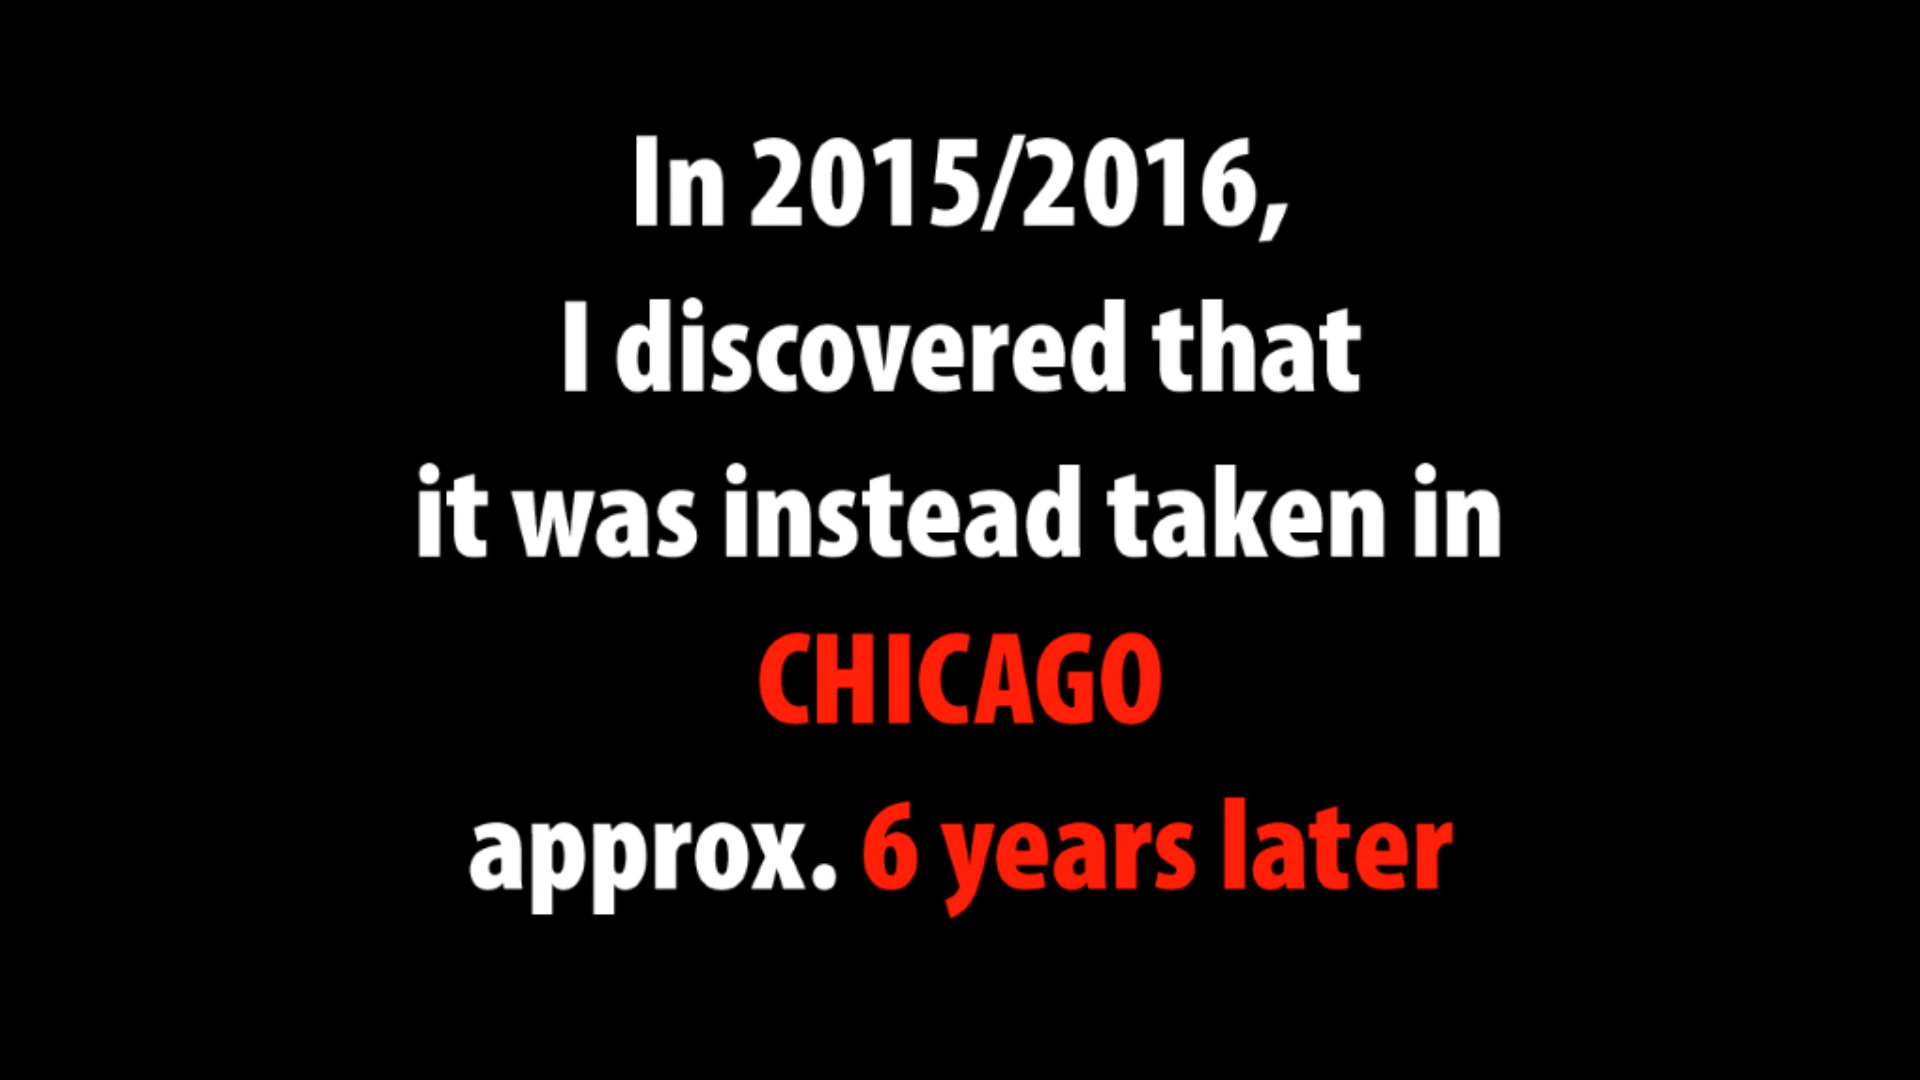 In 2015/2016,
I discovered that
it was instead taken in
CHICAGO
approx. 6 years later